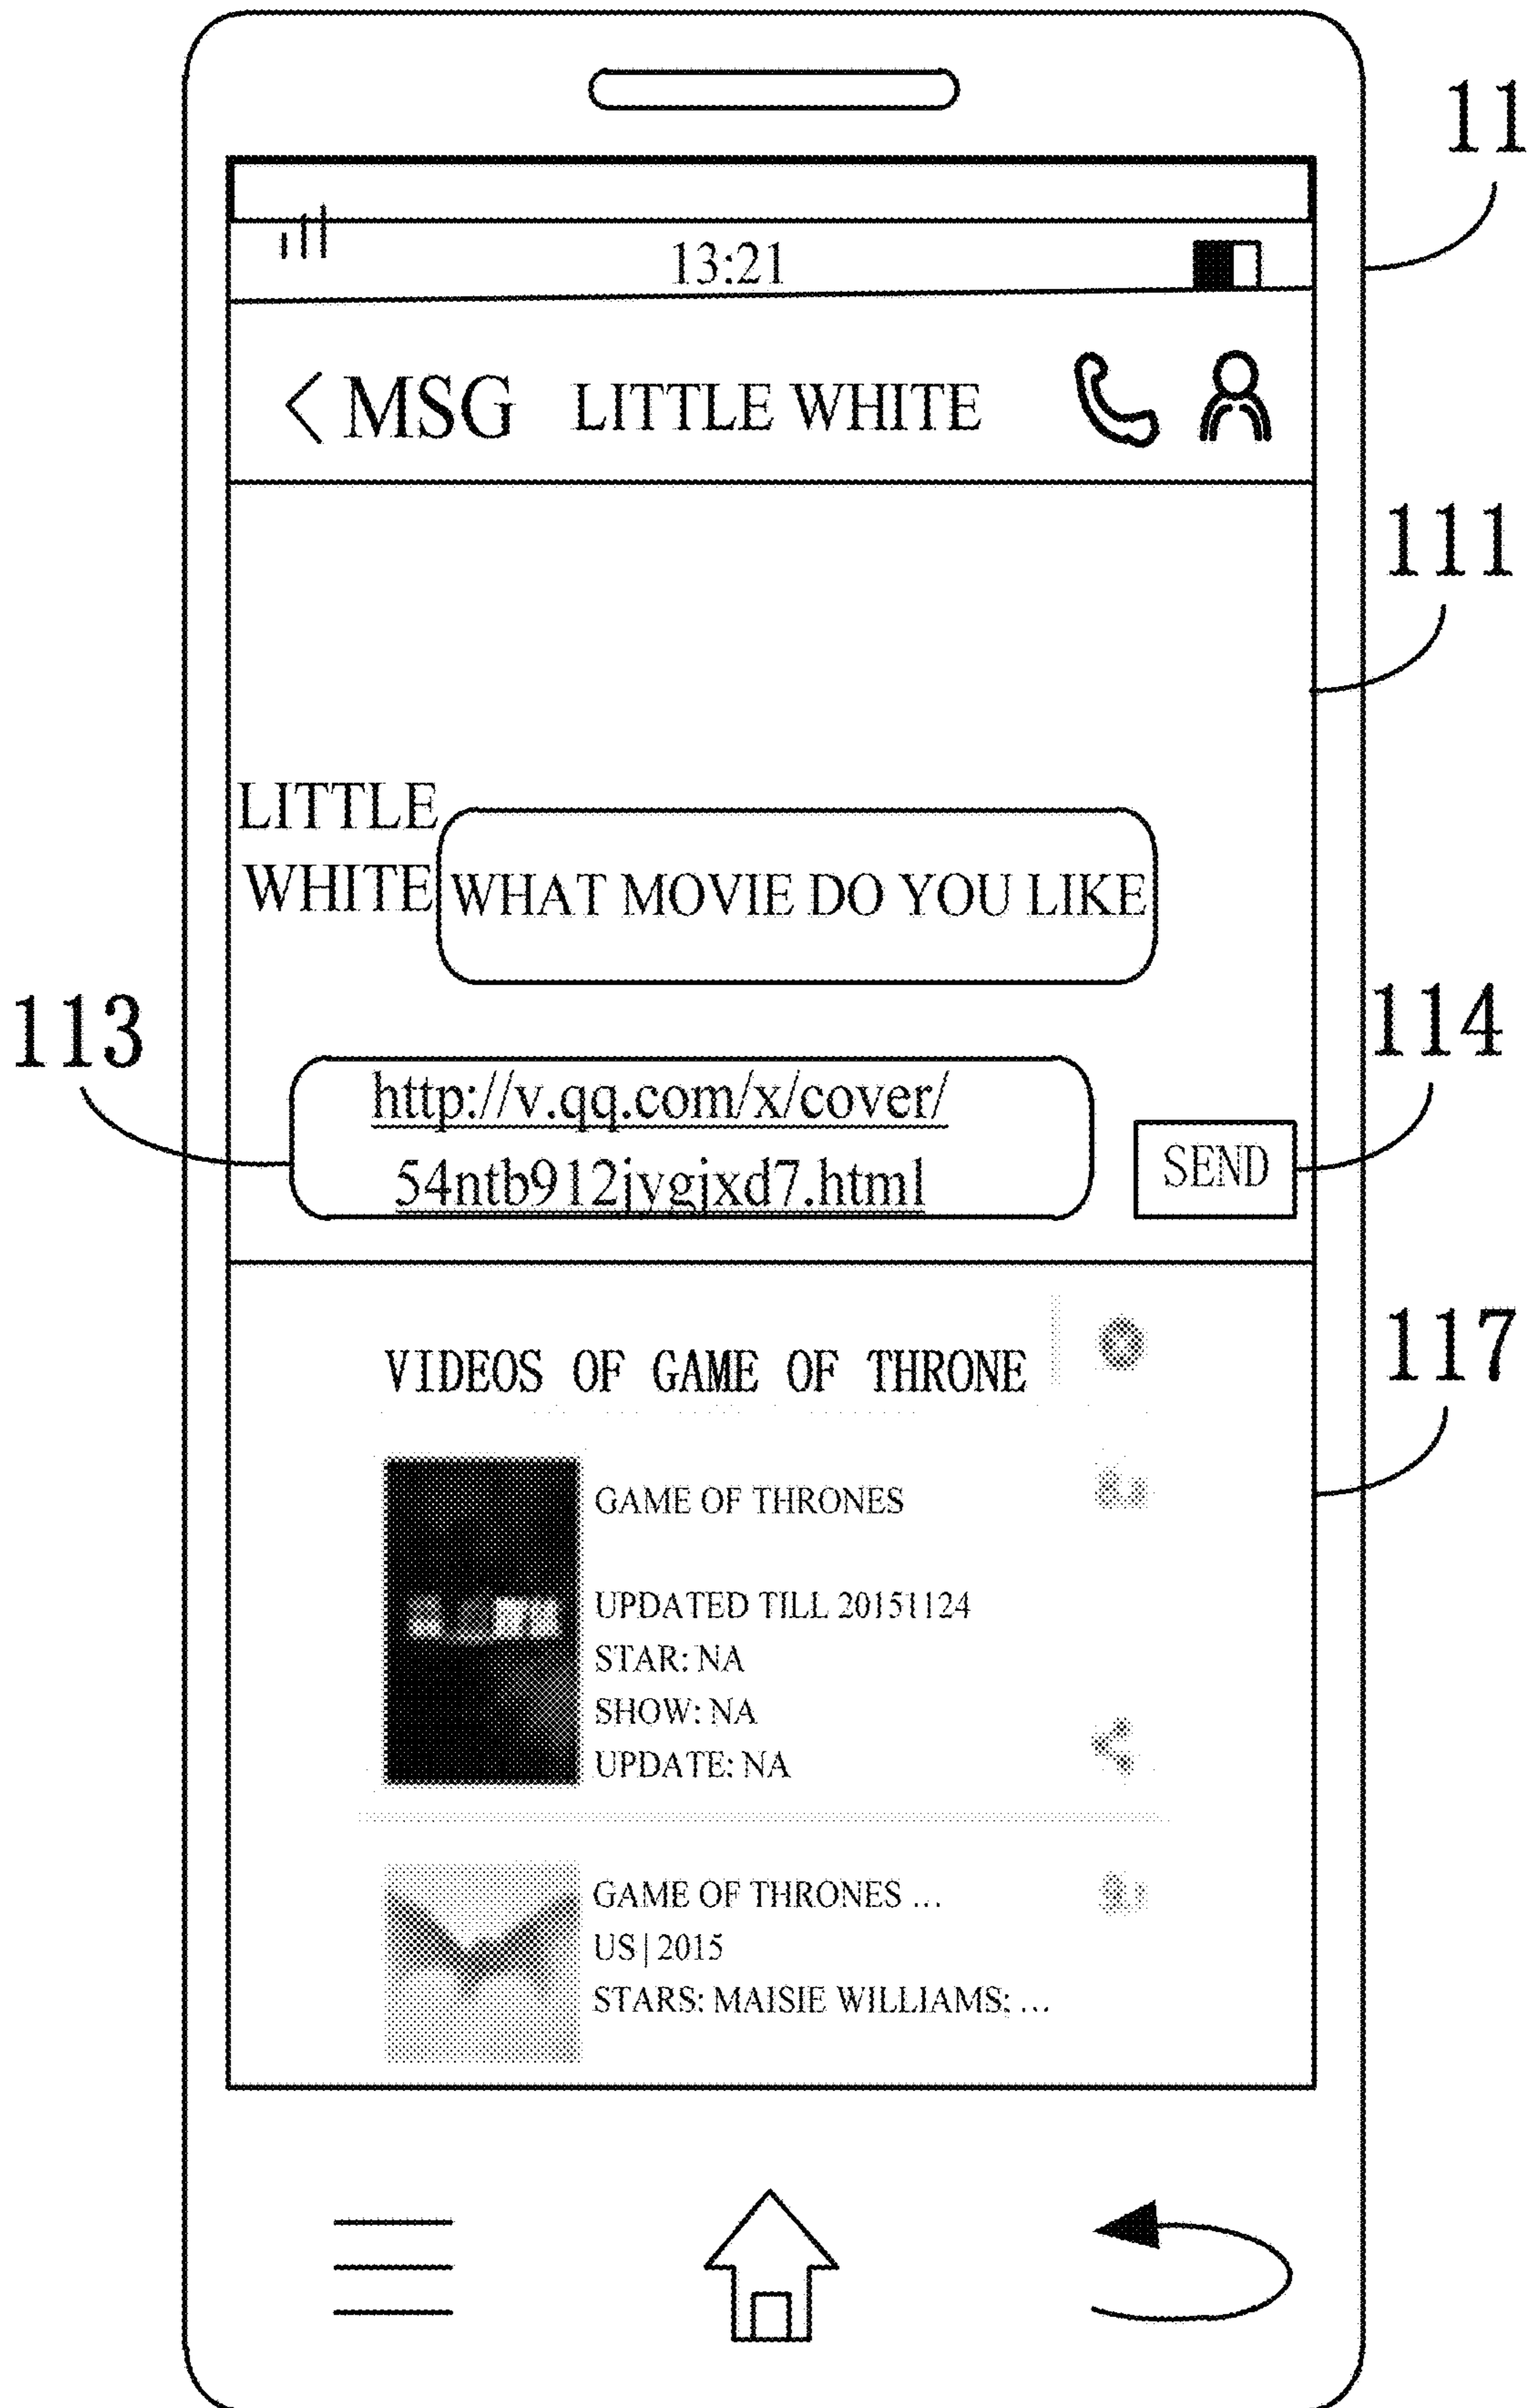 11
13:21
MSG LITTLE WHITE
111
LITTLE
WHITE
WHAT MOVIE DO YOU LIKE
113
http://v.qq.com/x/cover/
54ntb912jygjxd7.html
114
SEND
117
VIDEOS OF GAME OF THRONE
GAME OF THRONES
UPDATED TILL 20151124
STAR: NA
SHOW: NA
UPDATE: NA
GAME OF THRONES ...
US | 2015
STARS: MAISIE WILLIAMS; ...